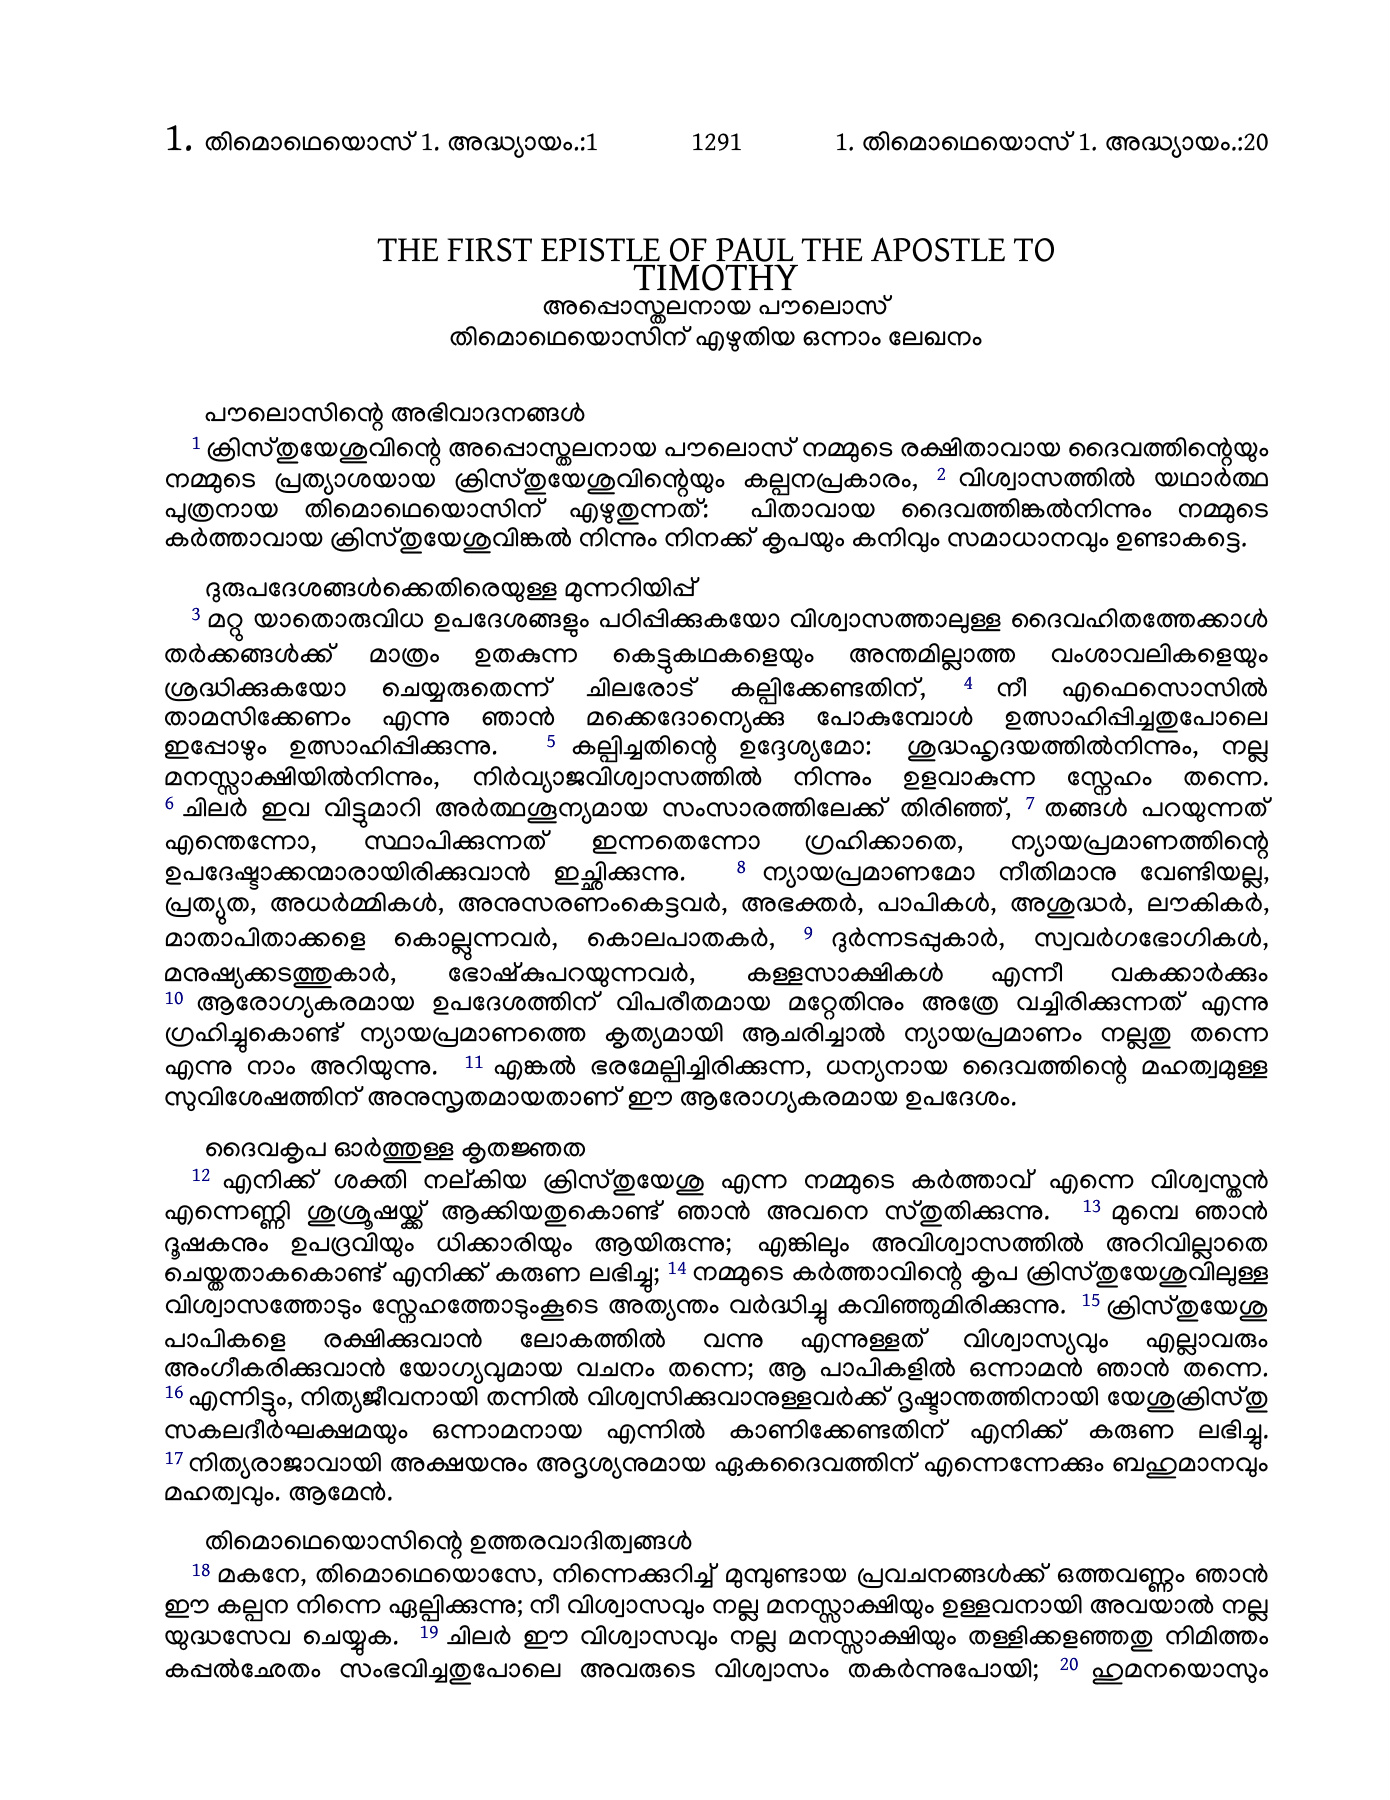 1. തിമൊഥെയൊസ് 1. അദ്ധ്യായം.:1 1291 1. തിമൊഥെയൊസ് 1. അദ്ധ്യായം.:20
THE FIRST EPISTLE OF PAUL THE APOSTLE TO
TIMOTHY
അപ്പൊസ്തലനായ പൗലൊസ്
തിമൊഥെയൊസിന് എഴുതിയ ഒന്നാം ലേഖനം
പൗലൊസിന്റെ അഭിവാദനങ്ങൾ
1 ക്രിസ്തുയേശുവിന്റെ അപ്പൊസ്തലനായ പൗലൊസ് നമ്മുടെ രക്ഷിതാവായ ദൈവത്തിന്റെയും
നമ്മുടെ പ്രത്യാശയായ ക്രിസ്തുയേശുവിന്റെയും കല്പനപ്രകാരം, 2 വിശ്വാസത്തിൽ യഥാർത്ഥ
പുത്രനായ തിമൊഥെയൊസിന് എഴുതുന്നത്: പിതാവായ ദൈവത്തിങ്കൽനിന്നും നമ്മുടെ
കർത്താവായ ക്രിസ്തുയേശുവിങ്കൽ നിന്നും നിനക്ക് കൃപയും കനിവും സമാധാനവും ഉണ്ടാകട്ടെ.
ദുരുപദേശങ്ങൾക്കെതിരെയുള്ള മുന്നറിയിപ്പ്
3 മറ്റു യാതൊരുവിധ ഉപദേശങ്ങളും പഠിപ്പിക്കുകയോ വിശ്വാസത്താലുള്ള ദൈവഹിതത്തേക്കാൾ
തർക്കങ്ങൾക്ക് മാത്രം ഉതകുന്ന കെട്ടുകഥകളെയും അന്തമില്ലാത്ത വംശാവലികളെയും
ശ്രദ്ധിക്കുകയോ ചെയ്യരുതെന്ന് ചിലരോട് കല്പിക്കേണ്ടതിന്, 4 നീ എഫെസൊസിൽ
താമസിക്കേണം എന്നു ഞാൻ മക്കെദോന്യെക്കു പോകുമ്പോൾ ഉത്സാഹിപ്പിച്ചതുപോലെ
ഇപ്പോഴും ഉത്സാഹിപ്പിക്കുന്നു. 5 കല്പിച്ചതിന്റെ ഉദ്ദേശ്യമോ: ശുദ്ധഹൃദയത്തിൽനിന്നും, നല്ല
മനസ്സാക്ഷിയിൽനിന്നും, നിർവ്യാജവിശ്വാസത്തിൽ നിന്നും ഉളവാകുന്ന സ്നേഹം തന്നെ.
6 ചിലർ ഇവ വിട്ടുമാറി അർത്ഥശൂന്യമായ സംസാരത്തിലേക്ക് തിരിഞ്ഞ്, 7 തങ്ങൾ പറയുന്നത്
എന്തെന്നോ, സ്ഥാപിക്കുന്നത് ഇന്നതെന്നോ ഗ്രഹിക്കാതെ, ന്യായപ്രമാണത്തിന്റെ
ഉപദേഷ്ടാക്കന്മാരായിരിക്കുവാൻ ഇച്ഛിക്കുന്നു. 8 ന്യായപ്രമാണമോ നീതിമാനു വേണ്ടിയല്ല,
പ്രത്യുത, അധർമ്മികൾ, അനുസരണംകെട്ടവർ, അഭക്തർ, പാപികൾ, അശുദ്ധർ, ലൗകികർ,
മാതാപിതാക്കളെ കൊല്ലുന്നവർ, കൊലപാതകർ, 9 ദുർന്നടപ്പുകാർ, സ്വവർഗഭോഗികൾ,
മനുഷ്യക്കടത്തുകാർ, ഭോഷ്കുപറയുന്നവർ, കള്ളസാക്ഷികൾ എന്നീ വകക്കാർക്കും
10 ആരോഗ്യകരമായ ഉപദേശത്തിന് വിപരീതമായ മറ്റേതിനും അത്രേ വച്ചിരിക്കുന്നത് എന്നു
ഗ്രഹിച്ചുകൊണ്ട് ന്യായപ്രമാണത്തെ കൃത്യമായി ആചരിച്ചാൽ ന്യായപ്രമാണം നല്ലതു തന്നെ
എന്നു നാം അറിയുന്നു. 11 എങ്കൽ ഭരമേല്പിച്ചിരിക്കുന്ന, ധന്യനായ ദൈവത്തിന്റെ മഹത്വമുള്ള
സുവിശേഷത്തിന് അനുസൃതമായതാണ് ഈ ആരോഗ്യകരമായ ഉപദേശം.
ദൈവകൃപ ഓർത്തുള്ള കൃതജ്ഞത
12 എനിക്ക് ശക്തി നല്കിയ ക്രിസ്തുയേശു എന്ന നമ്മുടെ കർത്താവ് എന്നെ വിശ്വസ്തൻ
എന്നെണ്ണി ശുശ്രൂഷയ്ക്ക് ആക്കിയതുകൊണ്ട് ഞാൻ അവനെ സ്തുതിക്കുന്നു. 13 മുമ്പെ ഞാൻ
ദൂഷകനും ഉപദ്രവിയും ധിക്കാരിയും ആയിരുന്നു; എങ്കിലും അവിശ്വാസത്തിൽ അറിവില്ലാതെ
ചെയ്തതാകകൊണ്ട് എനിക്ക് കരുണ ലഭിച്ചു; 14 നമ്മുടെ കർത്താവിന്റെ കൃപ ക്രിസ്തുയേശുവിലുള്ള
വിശ്വാസത്തോടും സ്നേഹത്തോടുംകൂടെ അത്യന്തം വർദ്ധിച്ചു കവിഞ്ഞുമിരിക്കുന്നു. 15 ക്രിസ്തുയേശു
പാപികളെ രക്ഷിക്കുവാൻ ലോകത്തിൽ വന്നു എന്നുള്ളത് വിശ്വാസ്യവും എല്ലാവരും
അംഗീകരിക്കുവാൻ യോഗ്യവുമായ വചനം തന്നെ; ആ പാപികളിൽ ഒന്നാമൻ ഞാൻ തന്നെ.
16 എന്നിട്ടും, നിത്യജീവനായി തന്നിൽ വിശ്വസിക്കുവാനുള്ളവർക്ക് ദൃഷ്ടാന്തത്തിനായി യേശുക്രിസ്തു
സകലദീർഘക്ഷമയും ഒന്നാമനായ എന്നിൽ കാണിക്കേണ്ടതിന് എനിക്ക് കരുണ ലഭിച്ചു.
17 നിത്യരാജാവായി അക്ഷയനും അദൃശ്യനുമായ ഏകദൈവത്തിന് എന്നെന്നേക്കും ബഹുമാനവും
മഹത്വവും. ആമേൻ.
തിമൊഥെയൊസിന്റെ ഉത്തരവാദിത്വങ്ങൾ
18 മകനേ, തിമൊഥെയൊസേ, നിന്നെക്കുറിച്ച് മുമ്പുണ്ടായ പ്രവചനങ്ങൾക്ക് ഒത്തവണ്ണം ഞാൻ
ഈ കല്പന നിന്നെ ഏല്പിക്കുന്നു; നീ വിശ്വാസവും നല്ല മനസ്സാക്ഷിയും ഉള്ളവനായി അവയാൽ നല്ല
യുദ്ധസേവ ചെയ്യുക. 19 ചിലർ ഈ വിശ്വാസവും നല്ല മനസ്സാക്ഷിയും തള്ളിക്കളഞ്ഞതു നിമിത്തം
കപ്പൽഛേതം സംഭവിച്ചതുപോലെ അവരുടെ വിശ്വാസം തകർന്നുപോയി; 20 ഹുമനയൊസും